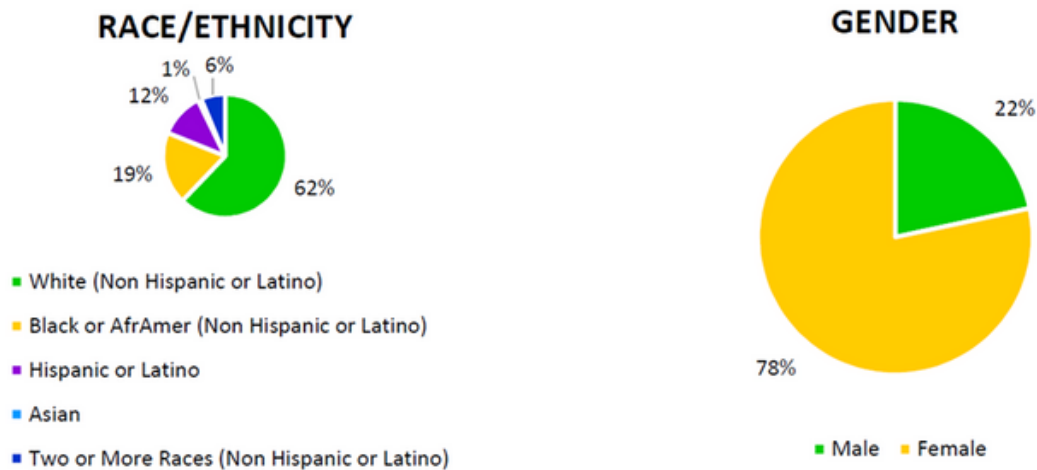 RACE/ETHNICITY
1% 6%
12%
19%
62%
White (Non Hispanic or Latino)
Black or AfrAmer (Non Hispanic or Latino)
Hispanic or Latino
Asian
Two or More Races (Non Hispanic or Latino)
GENDER
22%
78%
Male Female